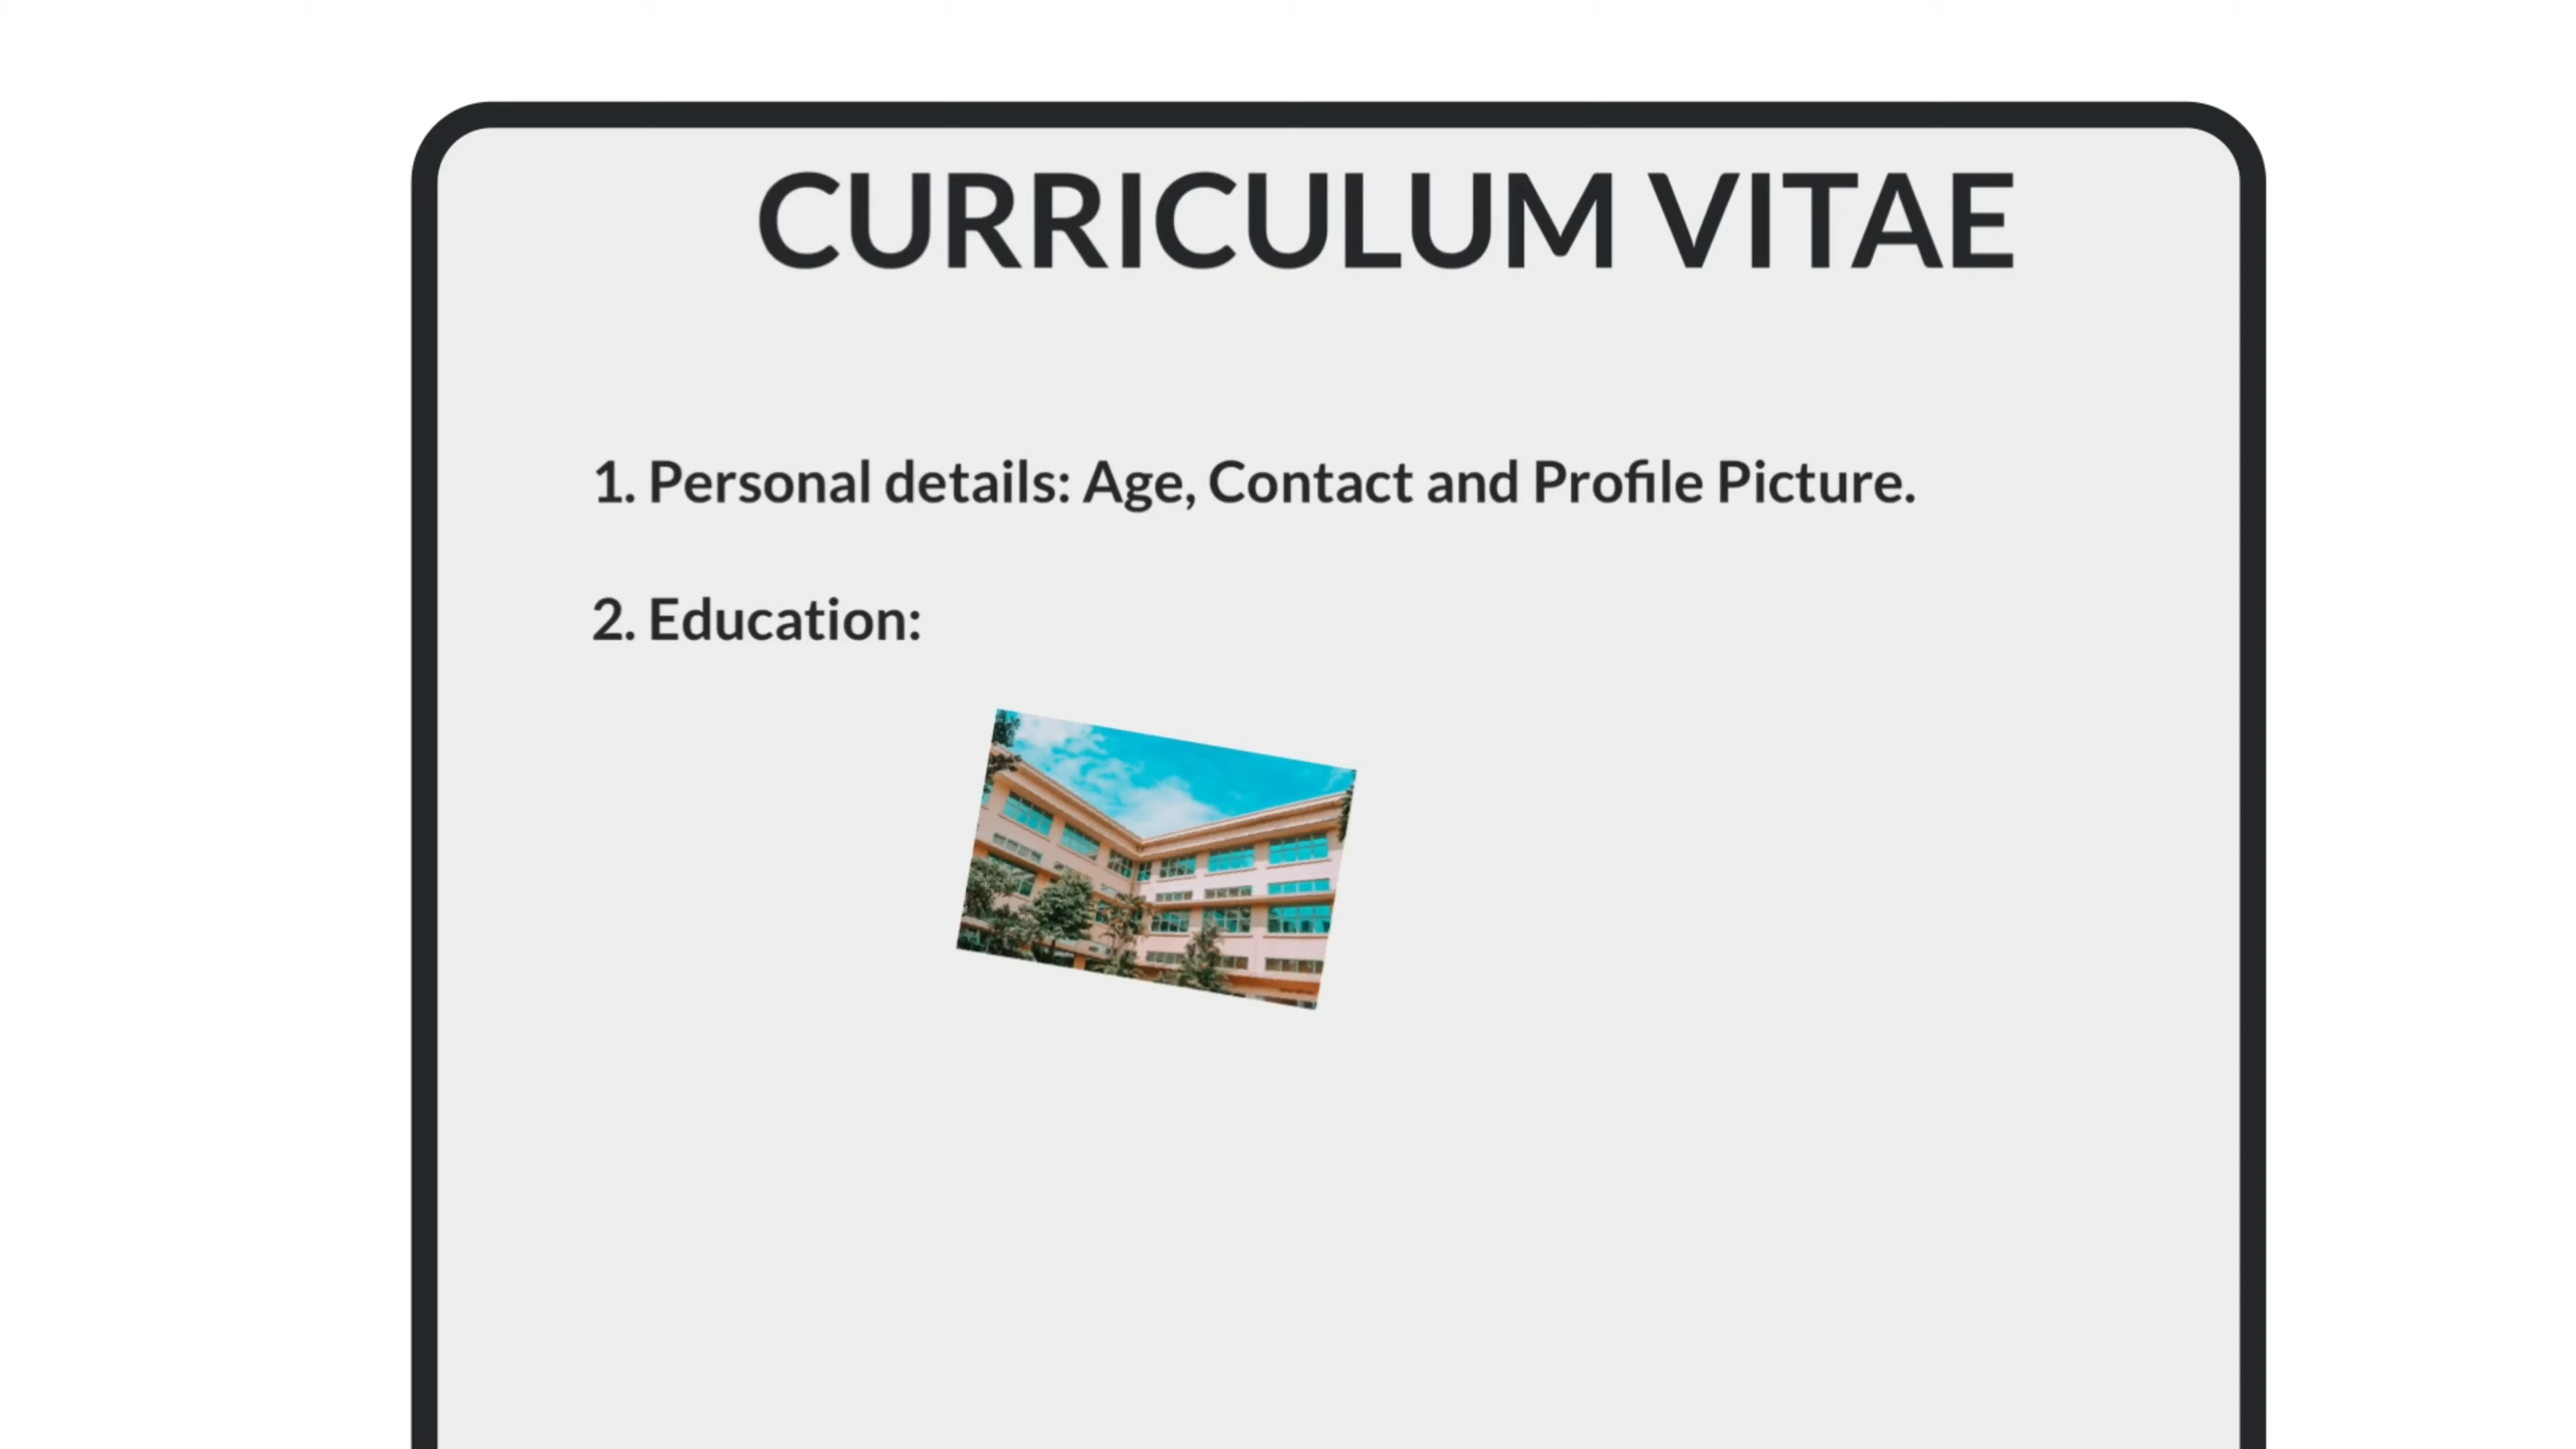 CURRICULUM VITAE
1. Personal details: Age, Contact and Profile Picture.
2. Education: